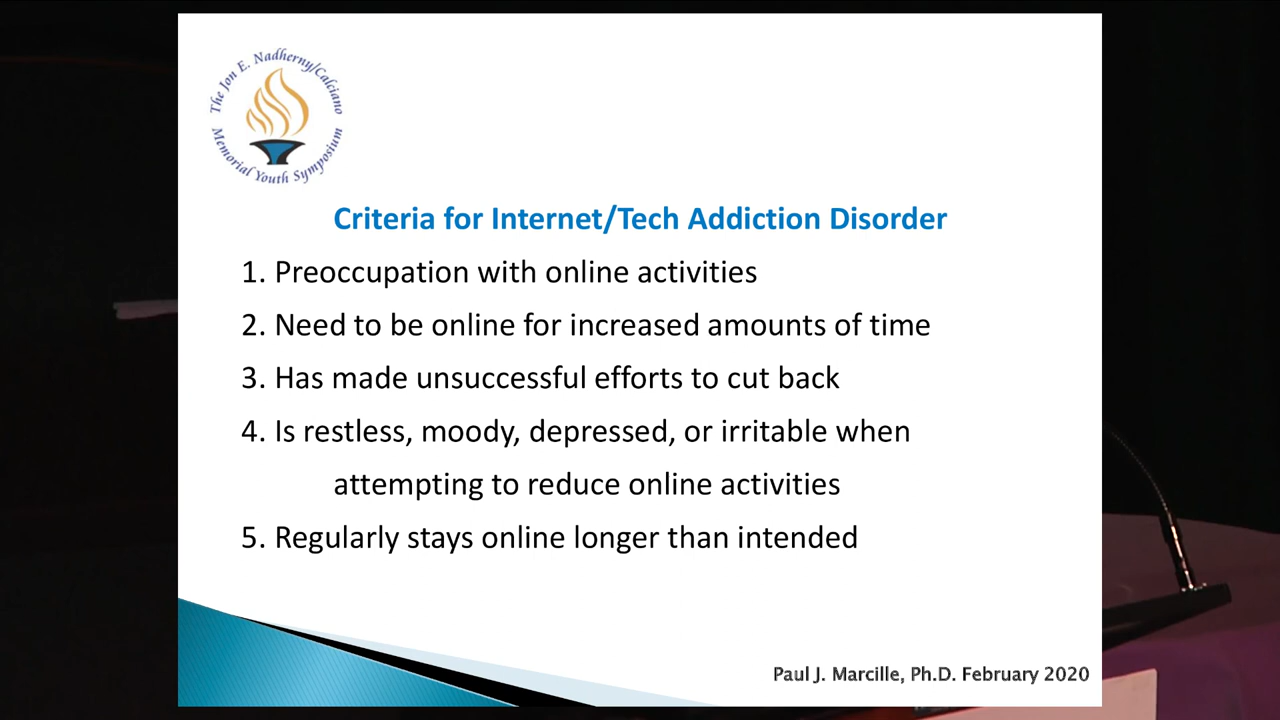 The Jon E. Nadherny/Calciano
Memorial Youth Symposium
Criteria for Internet/Tech Addiction Disorder
1. Preoccupation with online activities
2. Need to be online for increased amounts of time
3. Has made unsuccessful efforts to cut back
4. Is restless, moody, depressed, or irritable when
attempting to reduce online activities
5. Regularly stays online longer than intended
Paul J. Marcille, Ph.D. February 2020